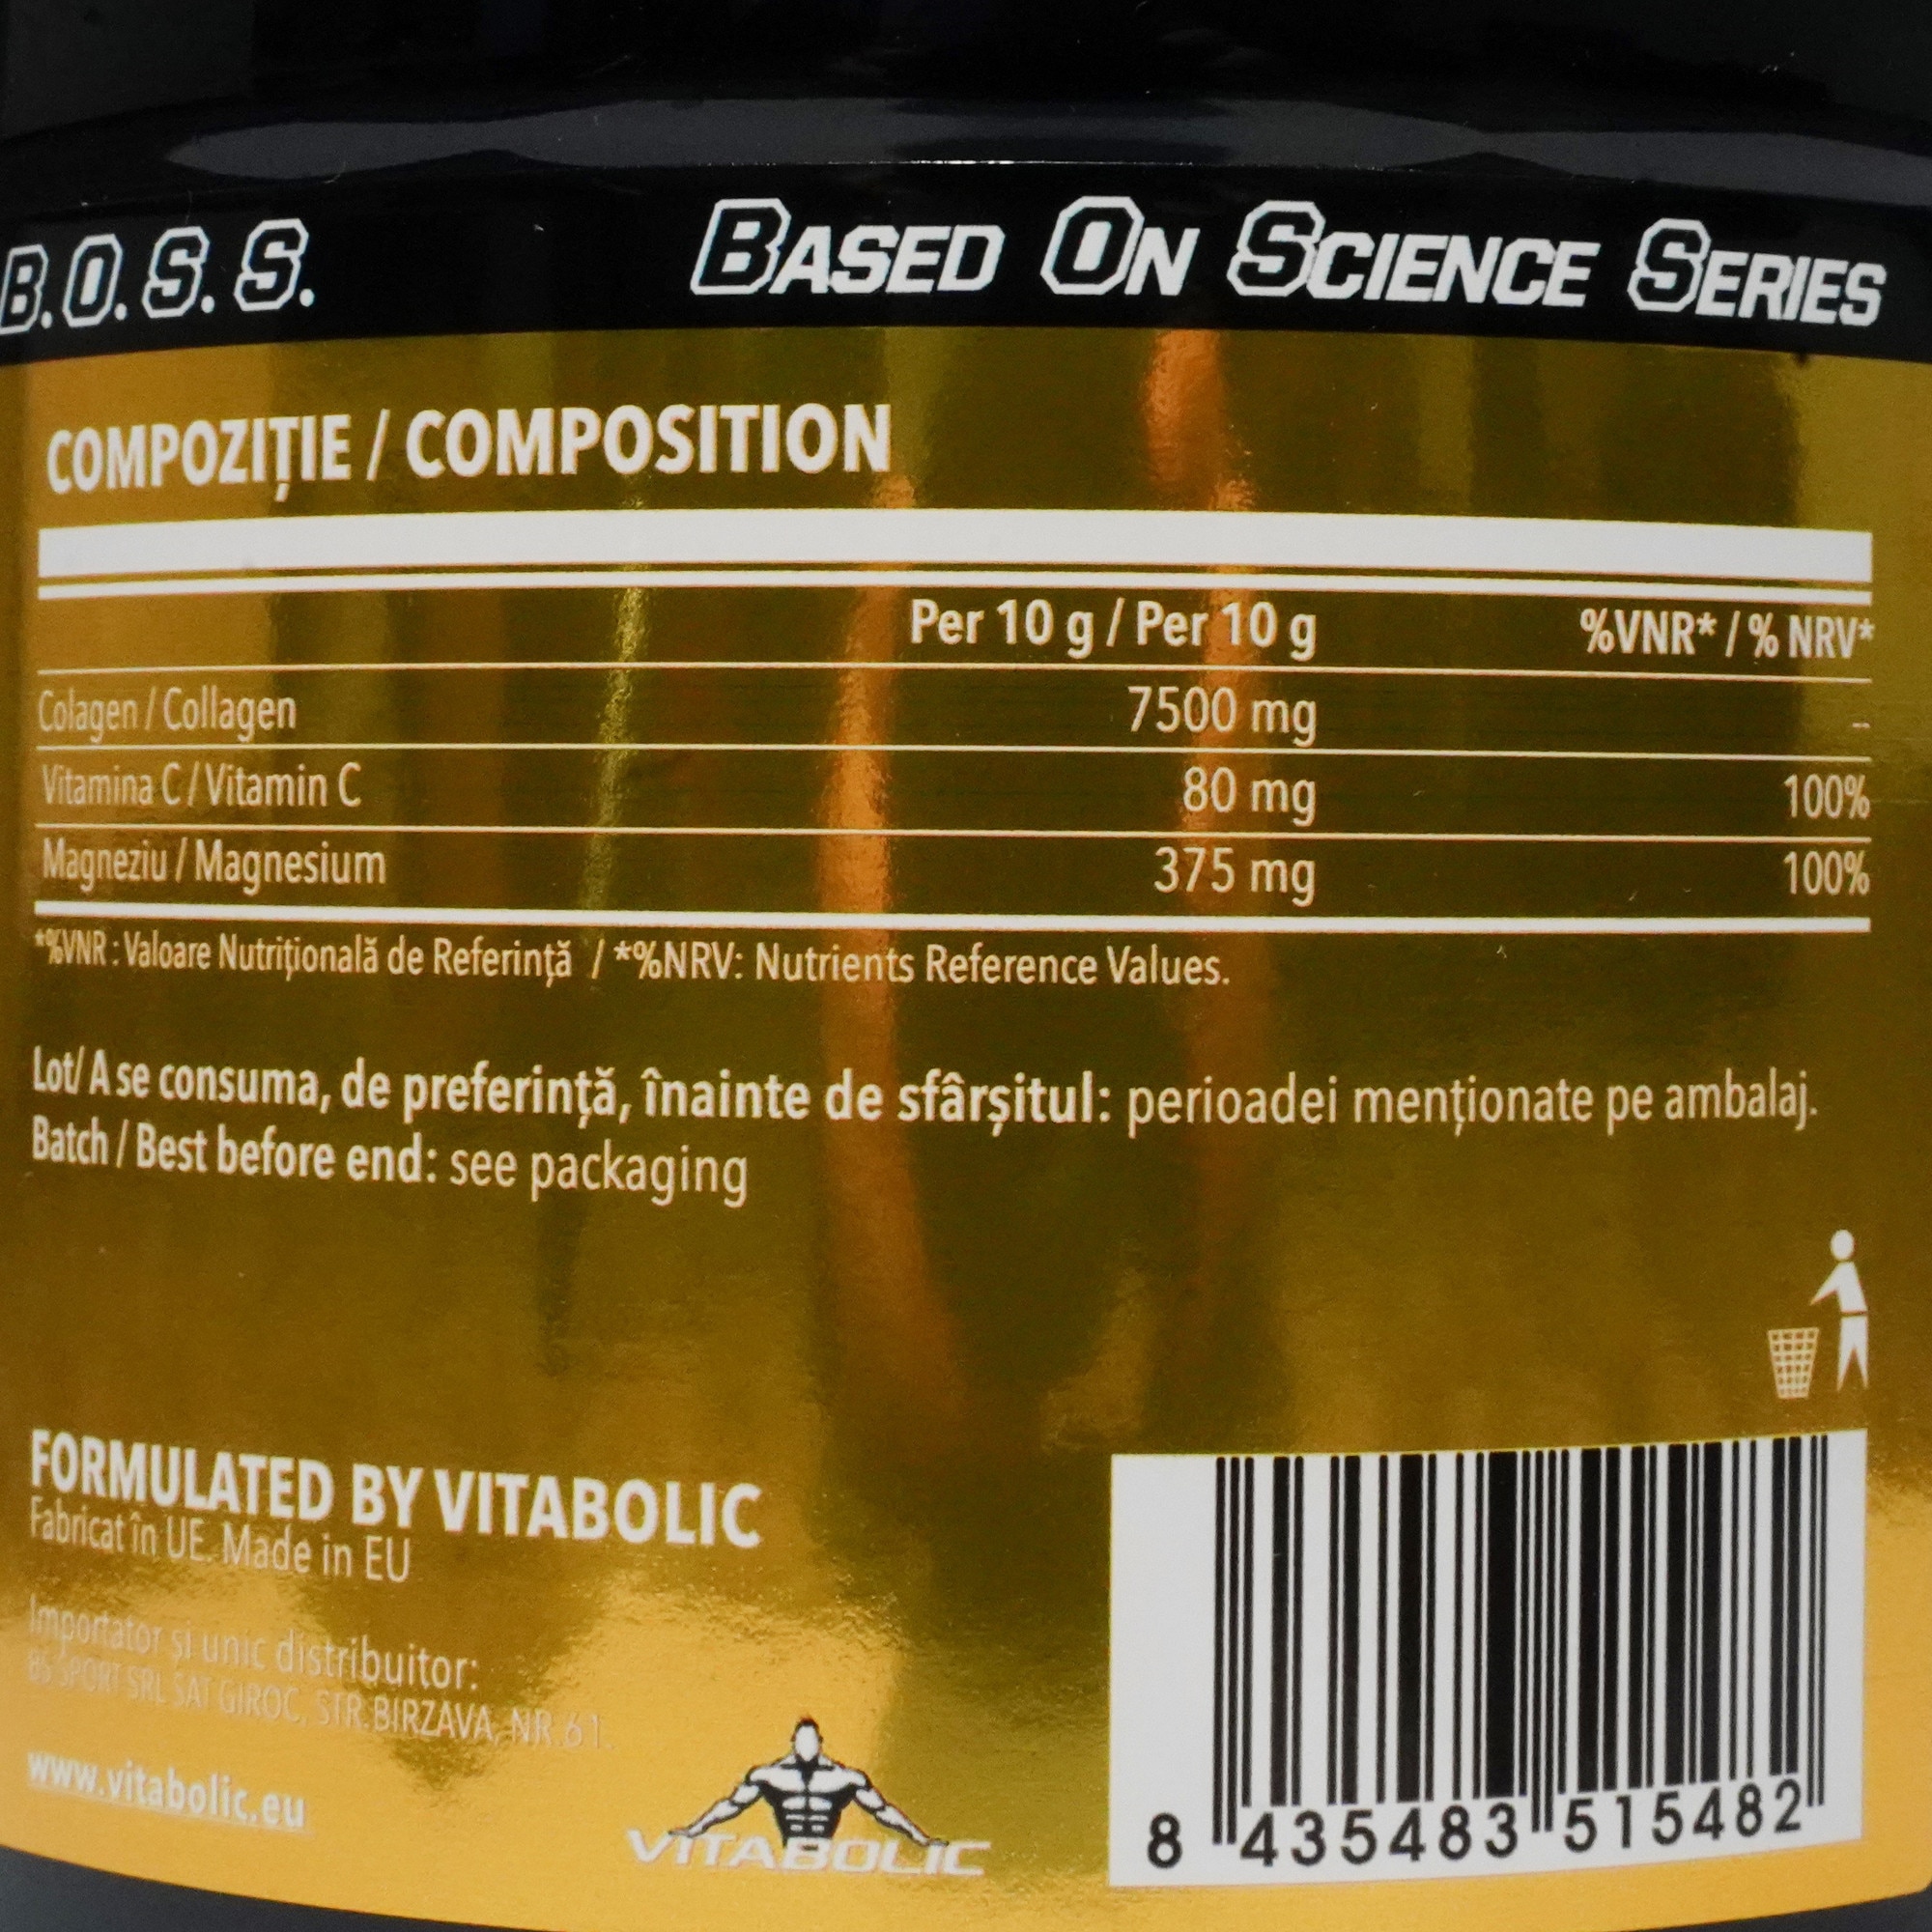 B.O.S.S. BASED ON SCIENCE SERIES
COMPOZIȚIE / COMPOSITION
Per 10 g / Per 10 g %VNR* / % NRV*
Colagen / Collagen 7500 mg --
Vitamina C / Vitamin C 80 mg 100%
Magneziu / Magnesium 375 mg 100%
*%VNR : Valoare Nutrițională de Referință / *%NRV: Nutrients Reference Values.
Lot/ A se consuma, de preferință, înainte de sfârșitul: perioadei menționate pe ambalaj.
Batch / Best before end: see packaging
FORMULATED BY VITABOLIC
Fabricat în UE. Made in EU
Importator și unic distribuitor:
SPORT SRL SAT GIROC, STR.BIRZAVA, NR 61.
www.vitabolic.eu
VITABOLIC
8 435483 515482